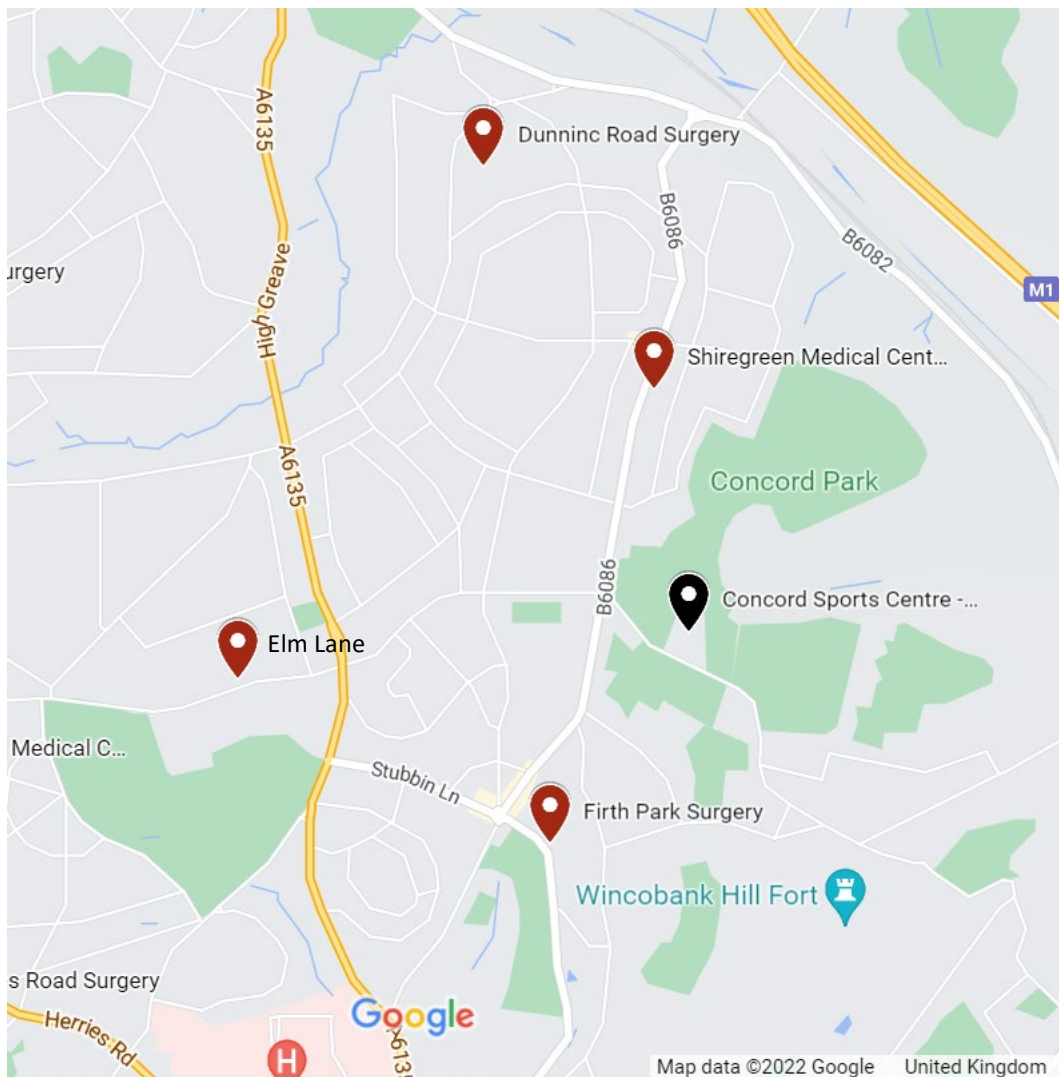 A6135
Dunninc Road Surgery
B6086
B6082
urgery
High Greave
M1
Shiregreen Medical Cent...
A6135
Concord Park
B6086
Concord Sports Centre -...
Elm Lane
Medical C...
Stubbin Ln
Firth Park Surgery
Wincobank Hill Fort
s Road Surgery
Google
Herries Rd
A6135
H
Map data ©2022 Google United Kingdom